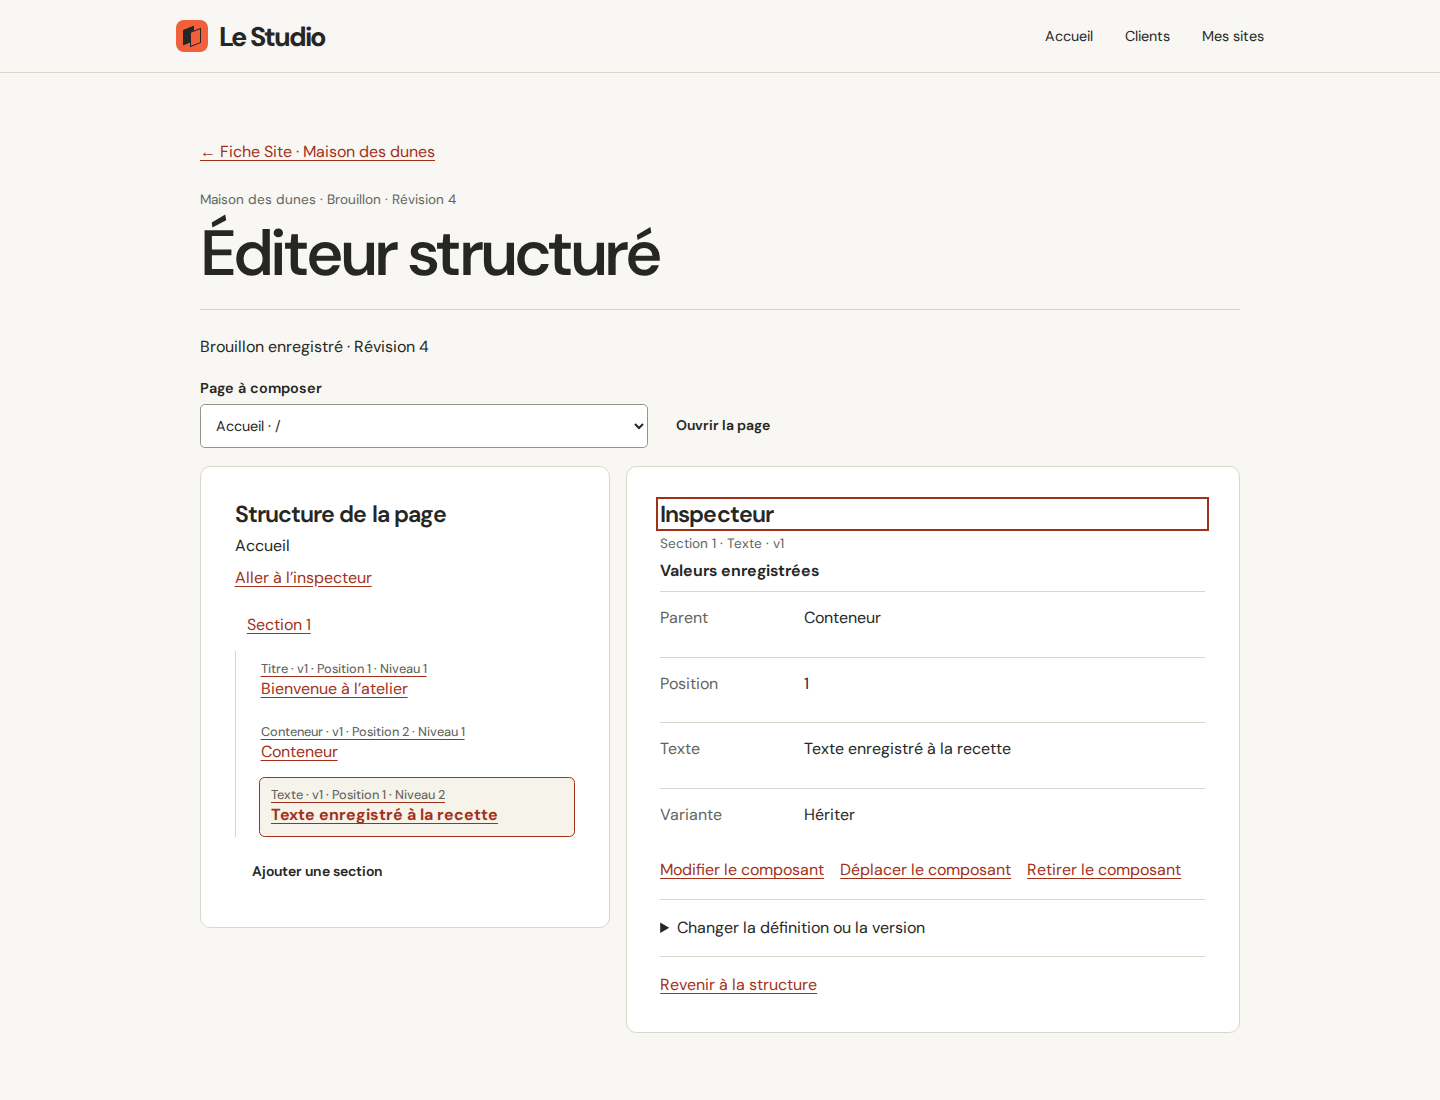 Le Studio
Accueil
Clients
Mes sites
← Fiche Site · Maison des dunes
Maison des dunes · Brouillon · Révision 4
Éditeur structuré
Brouillon enregistré · Révision 4
Page à composer
Accueil · /
Ouvrir la page
Structure de la page
Accueil
Aller à l’inspecteur
Section 1
Titre · v1 · Position 1 · Niveau 1
Bienvenue à l’atelier
Conteneur · v1 · Position 2 · Niveau 1
Conteneur
Texte · v1 · Position 1 · Niveau 2
Texte enregistré à la recette
Ajouter une section
Inspecteur
Section 1 · Texte · v1
Valeurs enregistrées
Parent Conteneur
Position 1
Texte Texte enregistré à la recette
Variante Hériter
Modifier le composant Déplacer le composant Retirer le composant
Changer la définition ou la version
Revenir à la structure